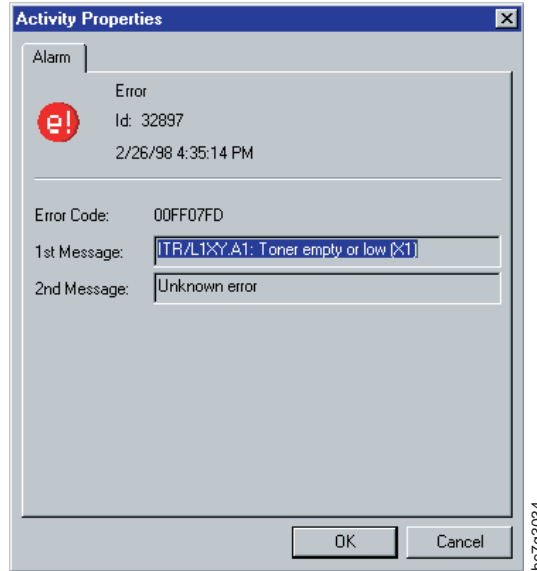 Activity Properties
Alarm
e!
Error
Id: 32897
2/26/98 4:35:14 PM
Error Code: 00FF07FD
1st Message: ITR/L1XY.A1: Toner empty or low (X1)
2nd Message: Unknown error
OK Cancel